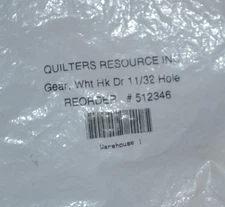 QUILTERS RESOURCE IN
Gear, Wht Hk Dr 11/32 Hole
REORDER # 512346
Warehouse 1